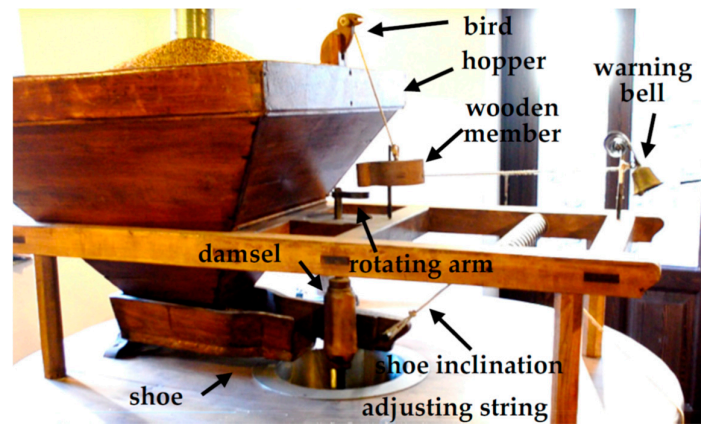 bird
hopper
warning
bell
wooden
member
damsel
rotating arm
shoe inclination
adjusting string
shoe